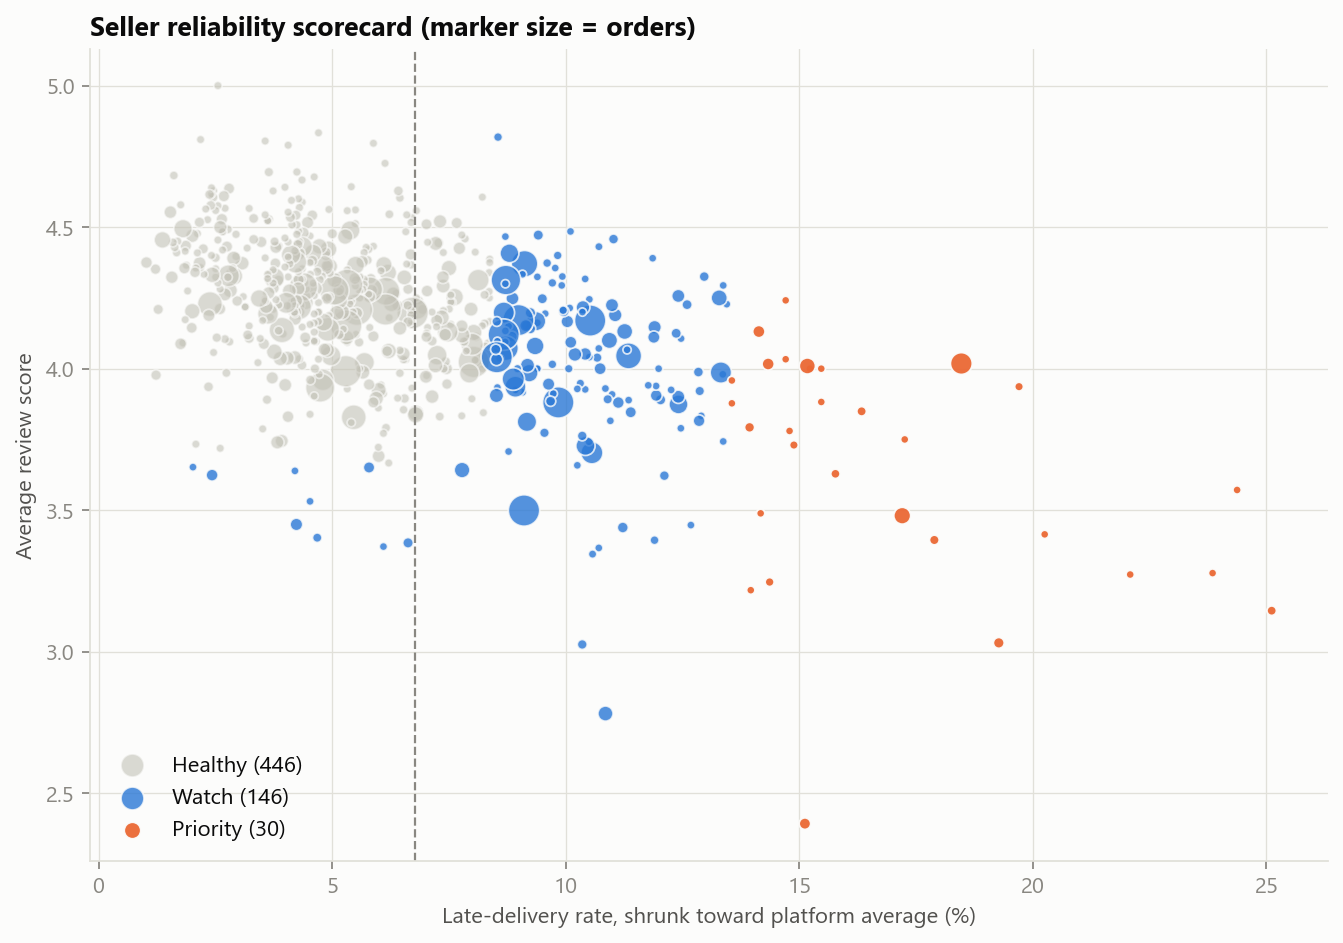 Seller reliability scorecard (marker size = orders)
5.0
4.5
4.0
3.5
3.0
2.5
Average review score
Healthy (446)
Watch (146)
Priority (30)
0 5 10 15 20 25
Late-delivery rate, shrunk toward platform average (%)